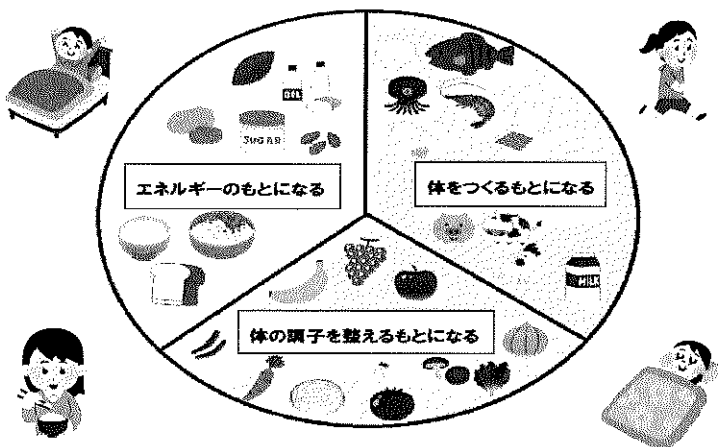 OIL
SUGAR
エネルギーのもとになる
体をつくるもとになる
MILK
体の調子を整えるもとになる